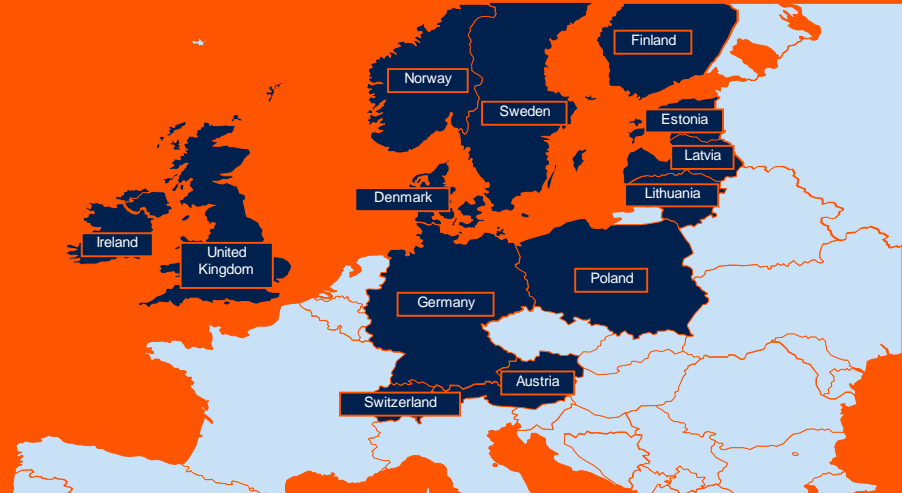 Finland
Norway
Sweden
Estonia
Latvia
Denmark
Lithuania
Ireland
United
Kingdom
Poland
Germany
Austria
Switzerland